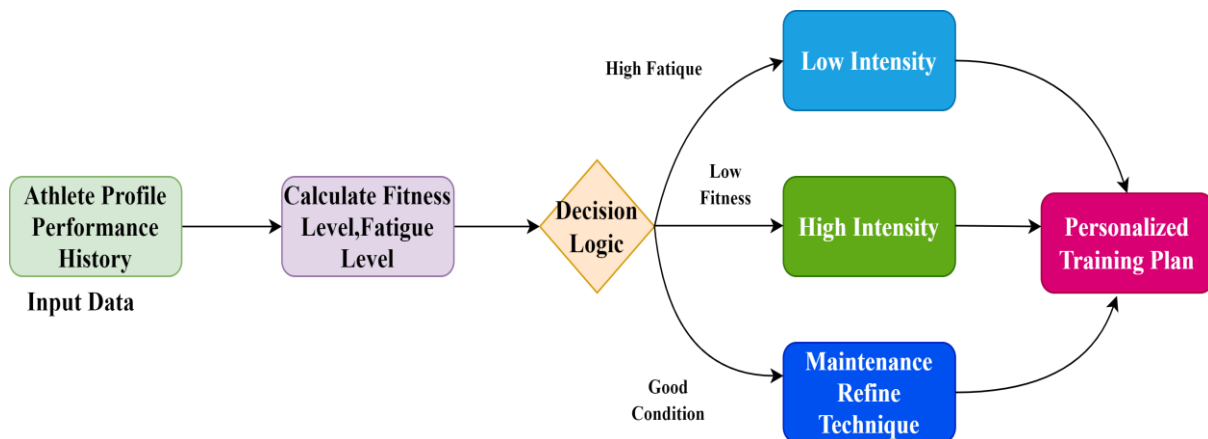 Athlete Profile
Performance
History
Input Data
Calculate Fitness
Level,Fatigue
Level
Decision
Logic
High Fatique
Low
Fitness
Good
Condition
Low Intensity
High Intensity
Maintenance
Refine
Technique
Personalized
Training Plan